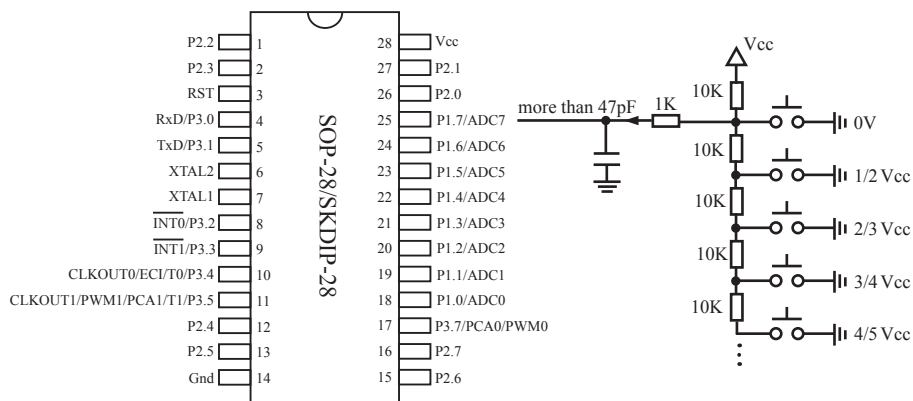 P2.2 1 28 Vcc
P2.3 2 27 P2.1
RST 3 26 P2.0
RxD/P3.0 4 25 P1.7/ADC7
TxD/P3.1 5 24 P1.6/ADC6
XTAL2 6 23 P1.5/ADC5
XTAL1 7 22 P1.4/ADC4
INT0/P3.2 8 21 P1.3/ADC3
INT1/P3.3 9 20 P1.2/ADC2
CLKOUT0/ECI/T0/P3.4 10 19 P1.1/ADC1
CLKOUT1/PWM1/PCA1/T1/P3.5 11 18 P1.0/ADC0
P2.4 12 17 P3.7/PCA0/PWM0
P2.5 13 16 P2.7
Gnd 14 15 P2.6
SOP-28/SKDIP-28
Vcc
10K
more than 47pF 1K
0V
10K
1/2 Vcc
10K
2/3 Vcc
10K
3/4 Vcc
10K
4/5 Vcc